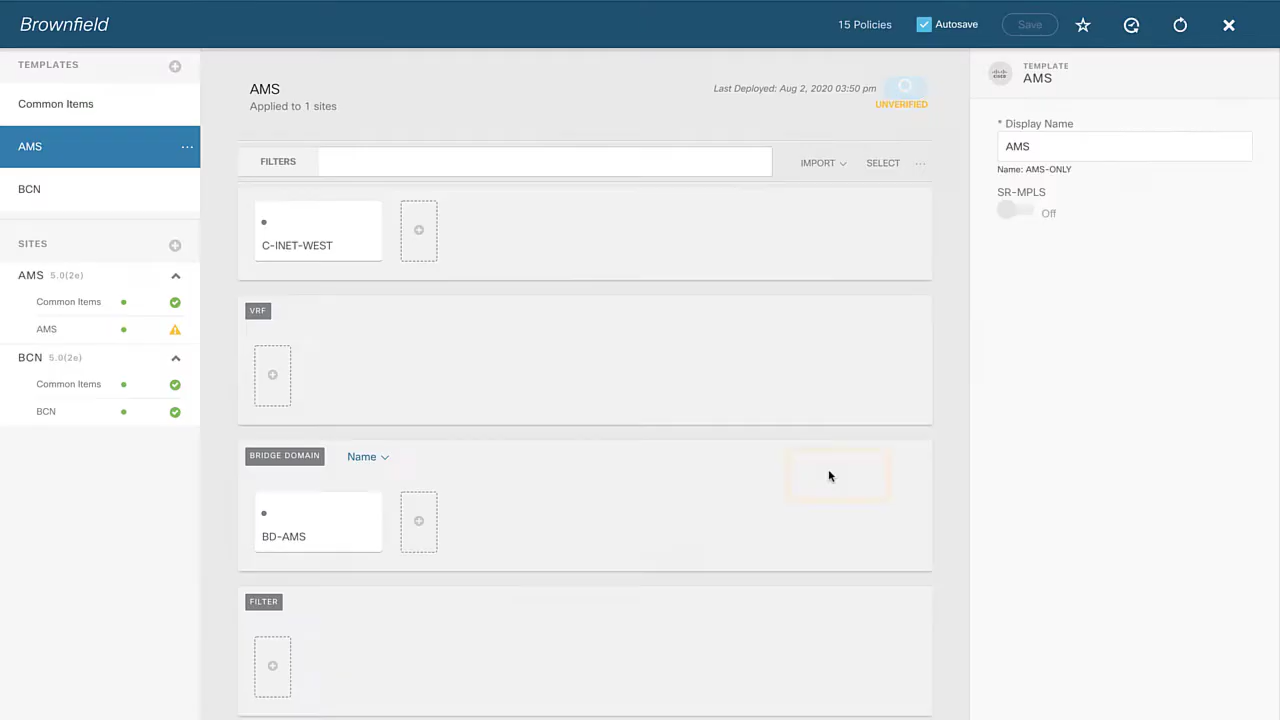 Brownfield
15 Policies
Autosave
Save
TEMPLATES
Common Items
AMS
BCN
SITES
AMS 5.0(2e)
Common Items
AMS
BCN 5.0(2e)
Common Items
BCN
AMS
Applied to 1 sites
Last Deployed: Aug 2, 2020 03:50 pm
UNVERIFIED
FILTERS
IMPORT
SELECT
C-INET-WEST
VRF
BRIDGE DOMAIN
Name
BD-AMS
FILTER
TEMPLATE
AMS
* Display Name
AMS
Name: AMS-ONLY
SR-MPLS
Off